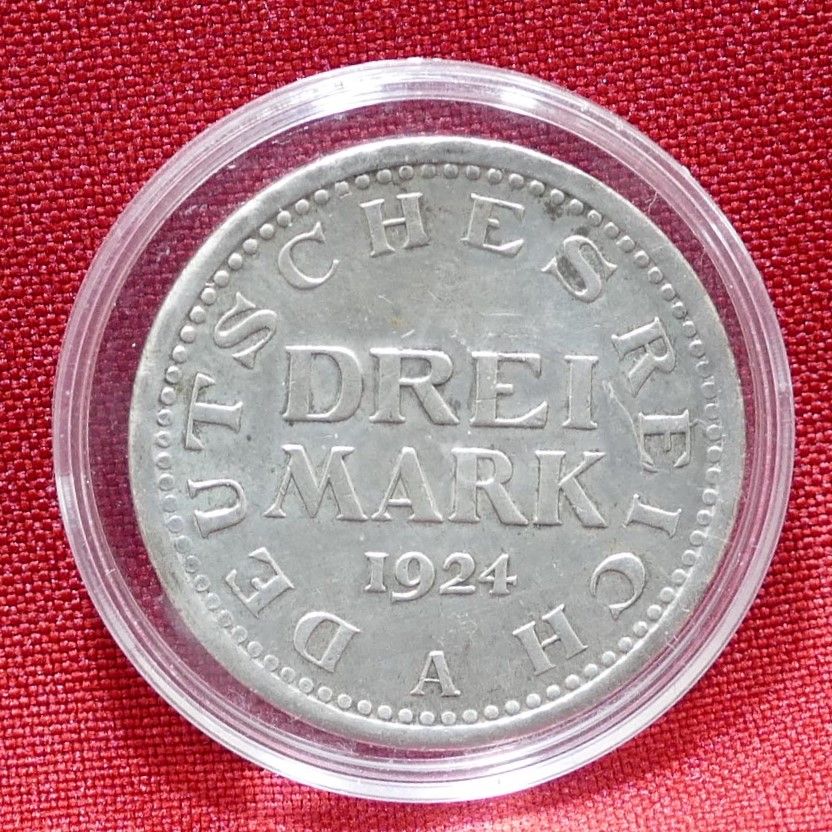 DEUTSCHES REICH
DREI
MARK
1924
A